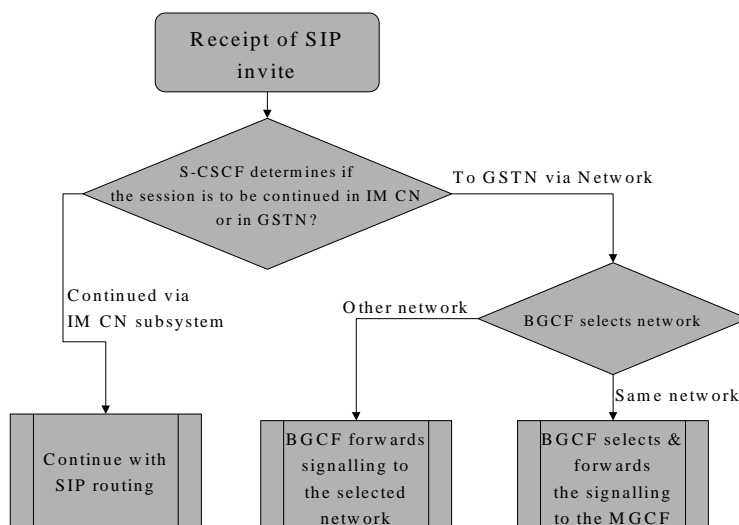 Receipt of SIP
invite
S-CSCF determines if
the session is to be continued in IM CN
or in GSTN?
To GSTN via Network
Continued via
IM CN subsystem
Other network
BGCF selects network
Same network
Continue with
SIP routing
BGCF forwards
signalling to
the selected
network
BGCF selects &
forwards
the signalling
to the MGCF